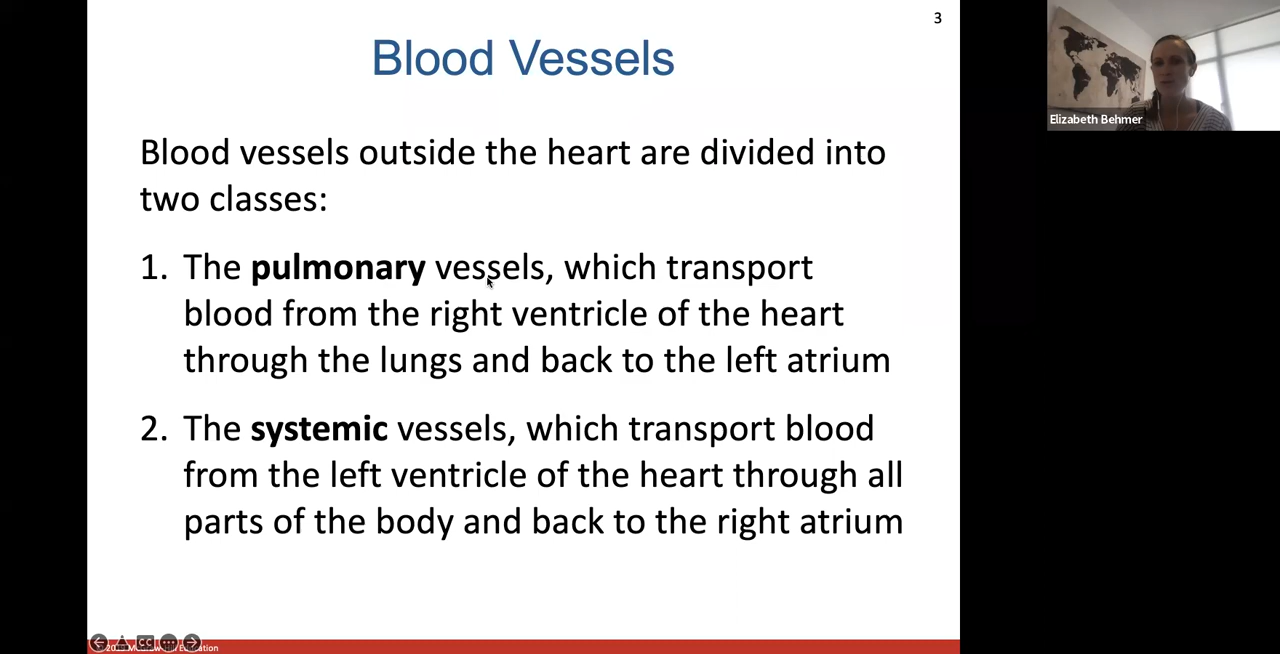 3
Blood Vessels
Elizabeth Behmer
Blood vessels outside the heart are divided into
two classes:
1. The pulmonary vessels, which transport
blood from the right ventricle of the heart
through the lungs and back to the left atrium
2. The systemic vessels, which transport blood
from the left ventricle of the heart through all
parts of the body and back to the right atrium
CC
Education